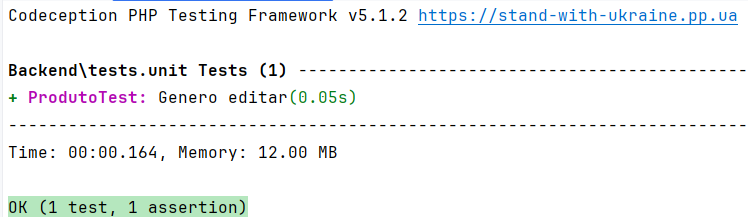 Codeception PHP Testing Framework v5.1.2 https://stand-with-ukraine.pp.ua
Backend\tests.unit Tests (1) ---------------------------------------------
+ ProdutoTest: Genero editar(0.05s)
--------------------------------------------------------------------------
Time: 00:00.164, Memory: 12.00 MB
OK (1 test, 1 assertion)